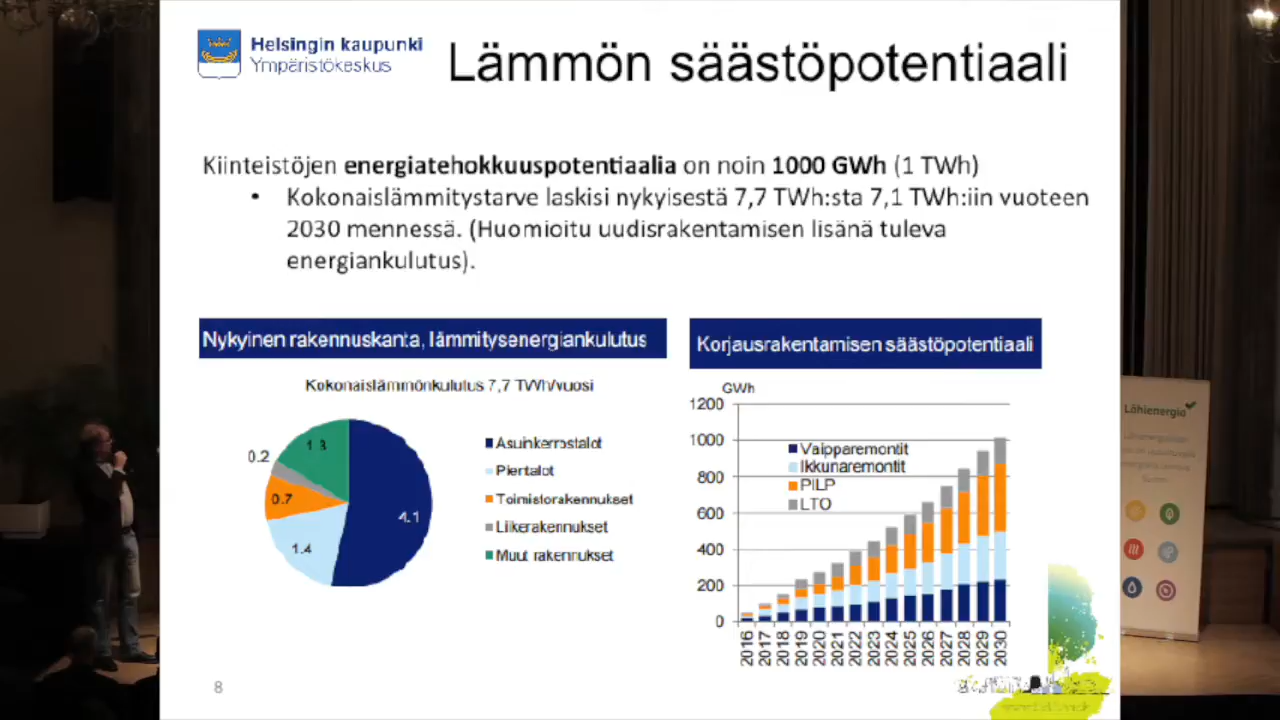 Helsingin kaupunki
Ympäristökeskus
Lämmön säästöpotentiaali
Kiinteistöjen energiatehokkuuspotentiaalia on noin 1000 GWh (1 TWh)
• Kokonaislämmitystarve laskisi nykyisestä 7,7 TWh:sta 7,1 TWh:iin vuoteen
2030 mennessä. (Huomioitu uudisrakentamisen lisänä tuleva
energiankulutus).
Nykyinen rakennuskanta, lämmitysenergiankulutus
Kokonaislämmönkulutus 7,7 TWh/vuosi
4.1
1.4
0.7
0.2
1.3
Asuinkerrostalot
Pientalot
Toimistorakennukset
Liikerakennukset
Muut rakennukset
Korjausrakentamisen säästöpotentiaali
GWh
1200
1000
800
600
400
200
0
Vaipparemontit
Ikkunaremontit
PILP
LTO
2016
2017
2018
2019
2020
2021
2022
2023
2024
2025
2026
2027
2028
2029
2030
8
8
Lähienergia